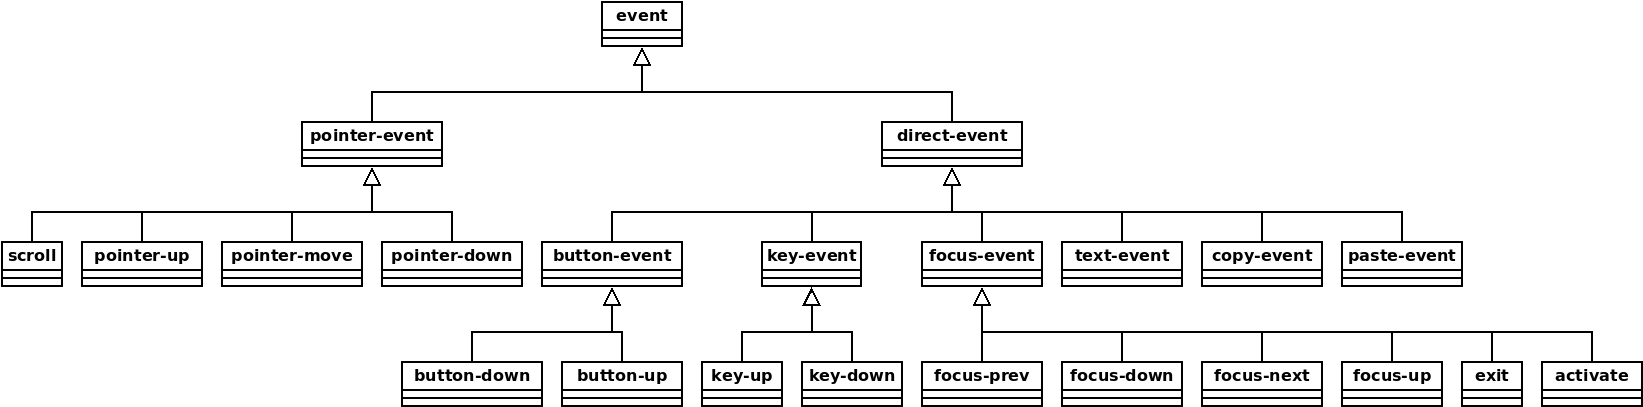 event
pointer-event direct-event
scroll pointer-up pointer-move pointer-down button-event key-event focus-event text-event copy-event paste-event
button-down button-up key-up key-down focus-prev focus-down focus-next focus-up exit activate